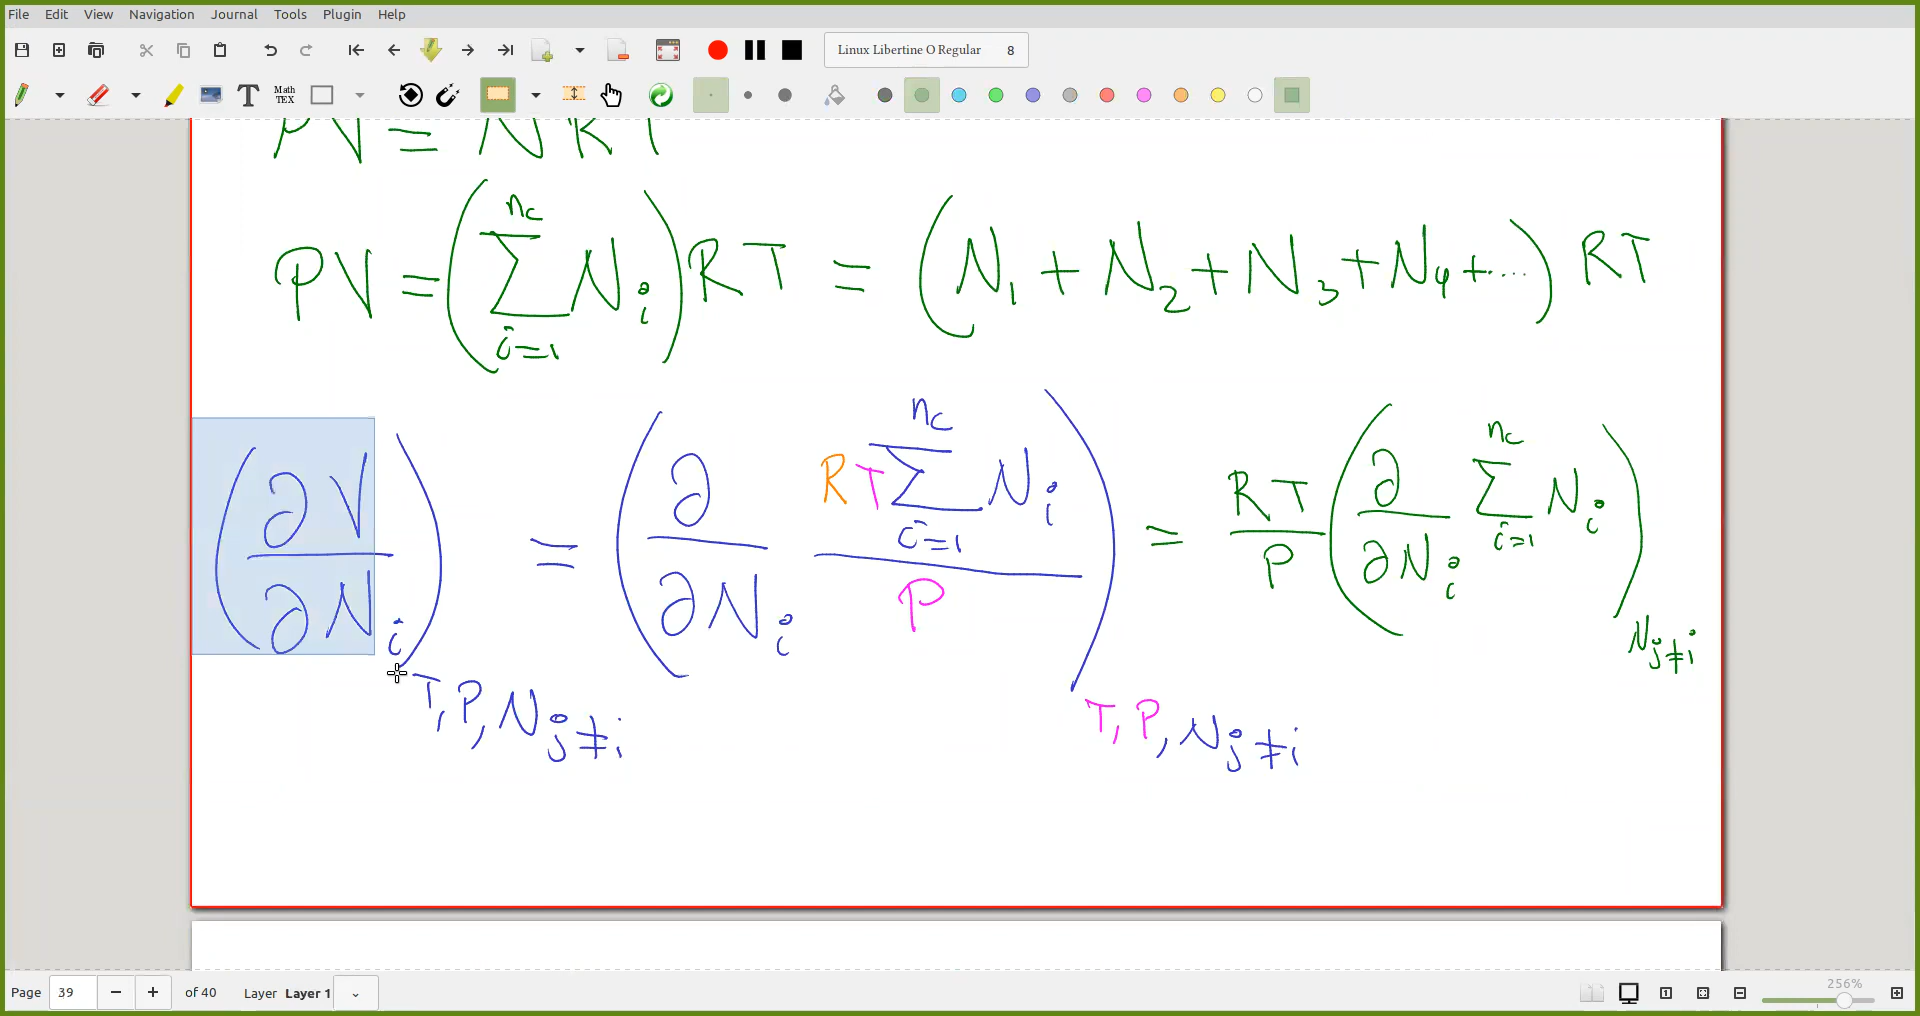 File Edit View Navigation Journal Tools Plugin Help
Linux Libertine O Regular 8
T Math TEX
PV = NRT
PV = (∑_{i=1}^{n_c} N_i) RT = (N_1 + N_2 + N_3 + N_4 + ....) RT
(∂V/∂N_i)_{T, P, N_{j≠i}} = (∂/∂N_i RT ∑_{i=1}^{n_c} N_i / P)_{T, P, N_{j≠i}} = RT/P (∂/∂N_i ∑_{i=1}^{n_c} N_i)_{N_{j≠i}}
Page 39 of 40 Layer Layer 1 256%